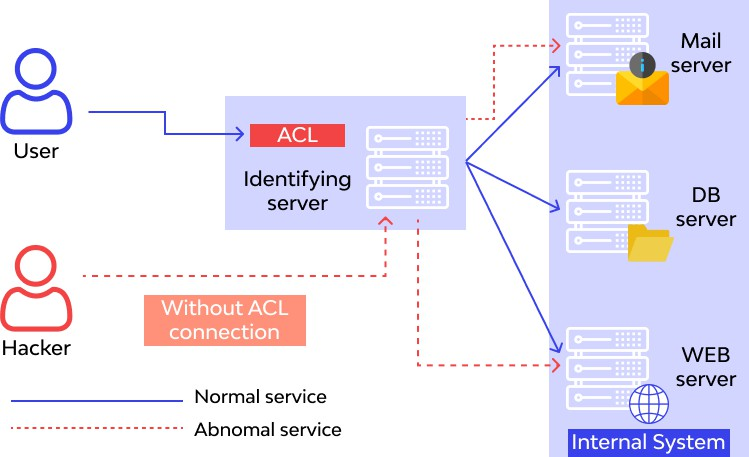 Mail
server
User
ACL
Identifying
server
DB
server
Without ACL
connection
Hacker
WEB
server
Normal service
Abnomal service
Internal System